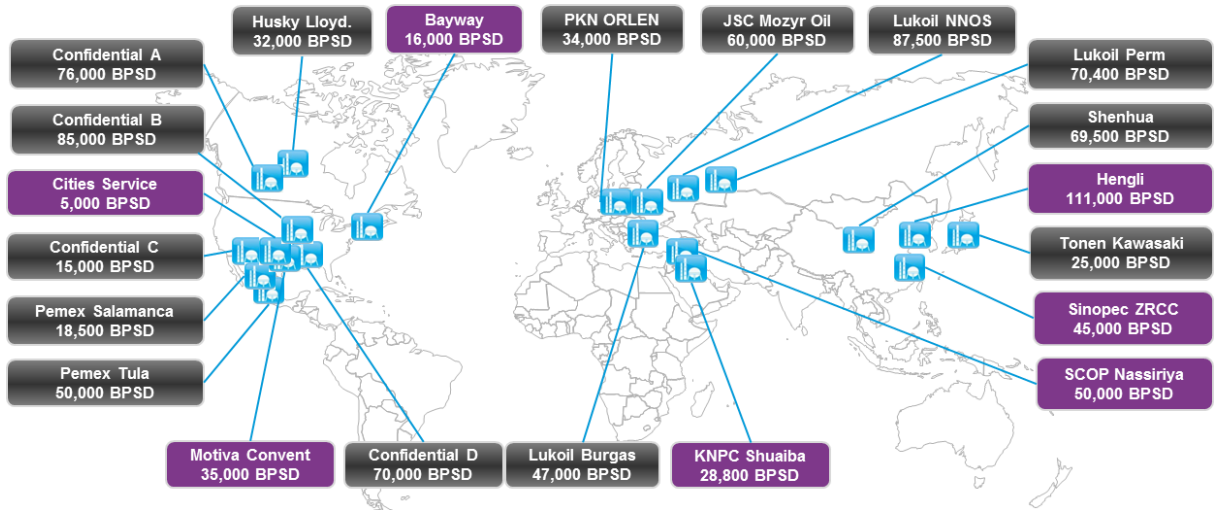 Husky Lloyd.
32,000 BPSD
Bayway
16,000 BPSD
PKN ORLEN
34,000 BPSD
JSC Mozyr Oil
60,000 BPSD
Lukoil NNOS
87,500 BPSD
Confidential A
76,000 BPSD
Lukoil Perm
70,400 BPSD
Confidential B
85,000 BPSD
Shenhua
69,500 BPSD
Cities Service
5,000 BPSD
Hengli
111,000 BPSD
Confidential C
15,000 BPSD
Tonen Kawasaki
25,000 BPSD
Pemex Salamanca
18,500 BPSD
Sinopec ZRCC
45,000 BPSD
Pemex Tula
50,000 BPSD
SCOP Nassiriya
50,000 BPSD
Motiva Convent
35,000 BPSD
Confidential D
70,000 BPSD
Lukoil Burgas
47,000 BPSD
KNPC Shuaiba
28,800 BPSD